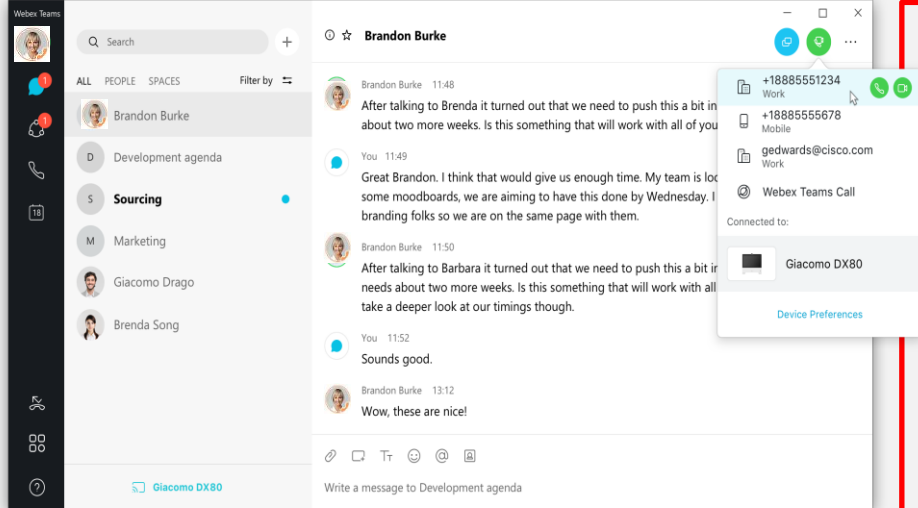 Webex Teams
Search
ALL PEOPLE SPACES Filter by
Brandon Burke
D Development agenda
S Sourcing
M Marketing
Giacomo Drago
Brenda Song
1
1
18
Giacomo DX80
Brandon Burke
Brandon Burke 11:48
After talking to Brenda it turned out that we need to push this a bit in
about two more weeks. Is this something that will work with all of you
You 11:49
Great Brandon. I think that would give us enough time. My team is loc
some moodboards, we are aiming to have this done by Wednesday. I
branding folks so we are on the same page with them.
Brandon Burke 11:50
After talking to Barbara it turned out that we need to push this a bit ir
needs about two more weeks. Is this something that will work with all
take a deeper look at our timings though.
You 11:52
Sounds good.
Brandon Burke 13:12
Wow, these are nice!
Write a message to Development agenda
+18885551234
Work
+18885555678
Mobile
gedwards@cisco.com
Work
Webex Teams Call
Connected to:
Giacomo DX80
Device Preferences